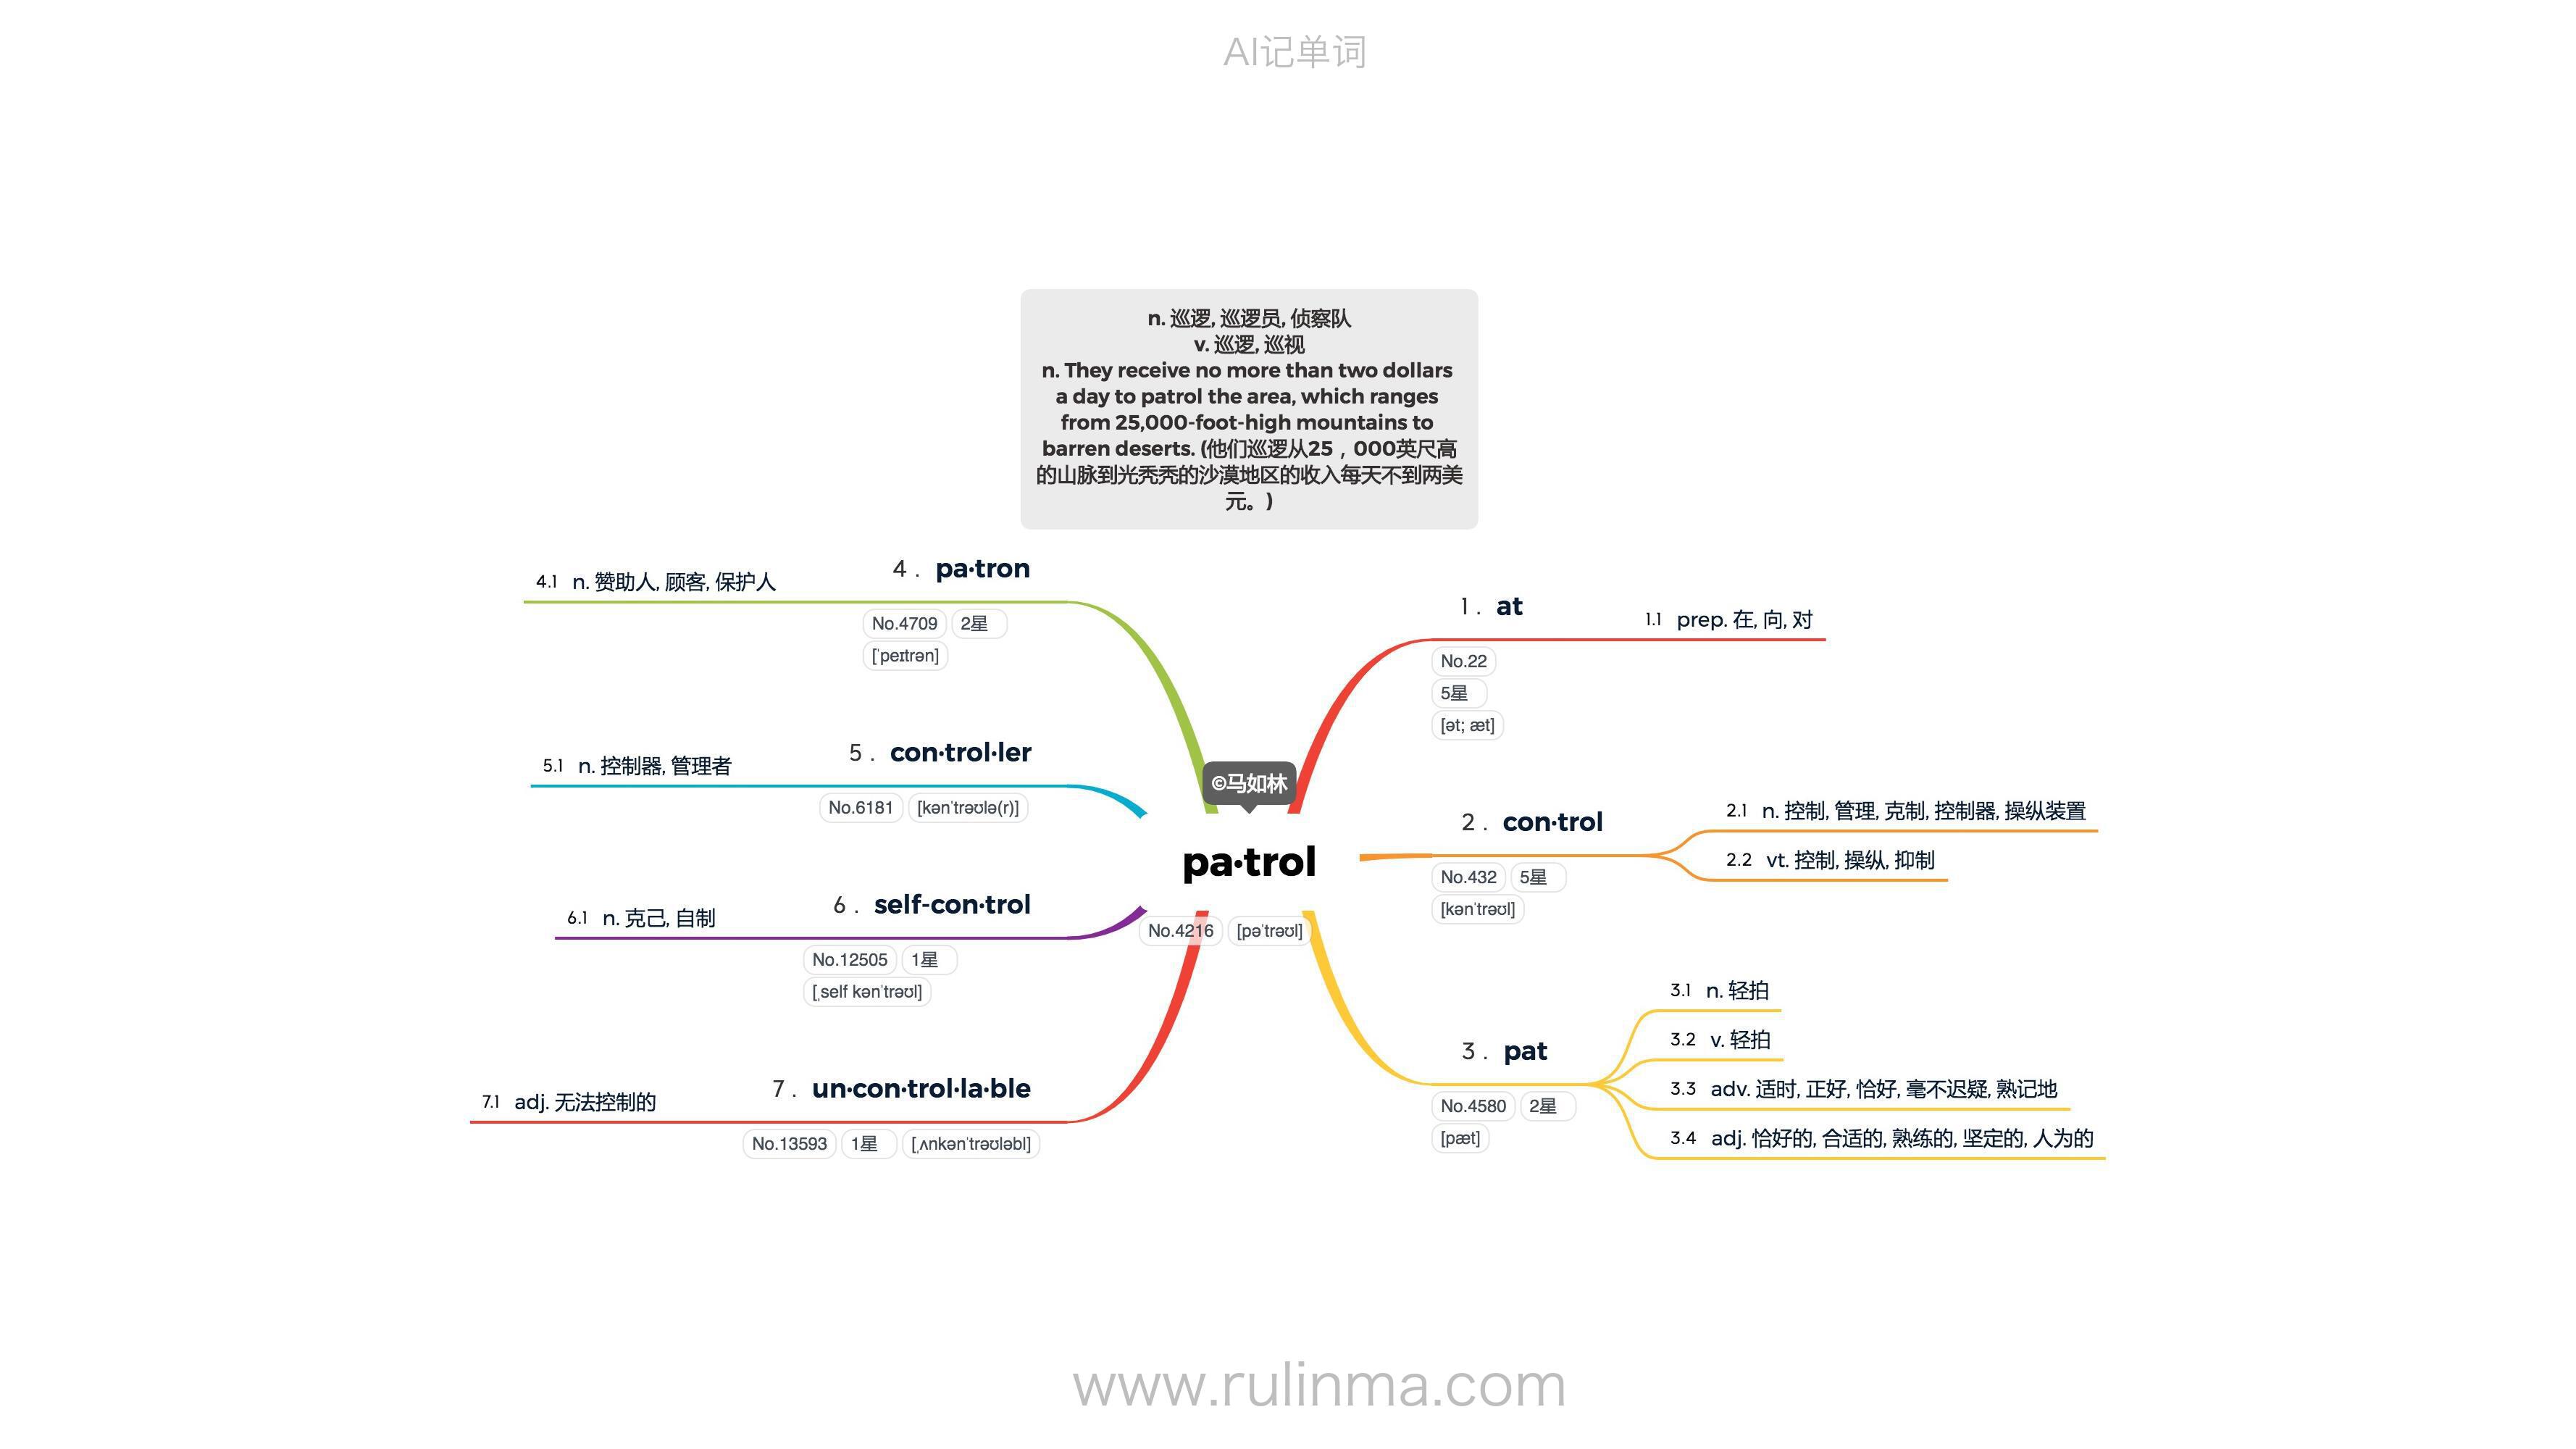 AI记单词
n. 巡逻, 巡逻员, 侦察队
v. 巡逻, 巡视
n. They receive no more than two dollars
a day to patrol the area, which ranges
from 25,000-foot-high mountains to
barren deserts. (他们巡逻从25，000英尺高
的山脉到光秃秃的沙漠地区的收入每天不到两美
元。)
©马如林
pa·trol
No.4216 [pəˈtrəʊl]
1. at
No.22
5星
[ət; æt]
1.1 prep. 在, 向, 对
2. con·trol
No.432 5星
[kənˈtrəʊl]
2.1 n. 控制, 管理, 克制, 控制器, 操纵装置
2.2 vt. 控制, 操纵, 抑制
3. pat
No.4580 2星
[pæt]
3.1 n. 轻拍
3.2 v. 轻拍
3.3 adv. 适时, 正好, 恰好, 毫不迟疑, 熟记地
3.4 adj. 恰好的, 合适的, 熟练的, 坚定的, 人为的
4. pa·tron
No.4709 2星
[ˈpeɪtrən]
4.1 n. 赞助人, 顾客, 保护人
5. con·trol·ler
No.6181 [kənˈtrəʊlə(r)]
5.1 n. 控制器, 管理者
6. self-con·trol
No.12505 1星
[ˌself kənˈtrəʊl]
6.1 n. 克己, 自制
7. un·con·trol·la·ble
No.13593 1星 [ˌʌnkənˈtrəʊləbl]
7.1 adj. 无法控制的
www.rulinma.com